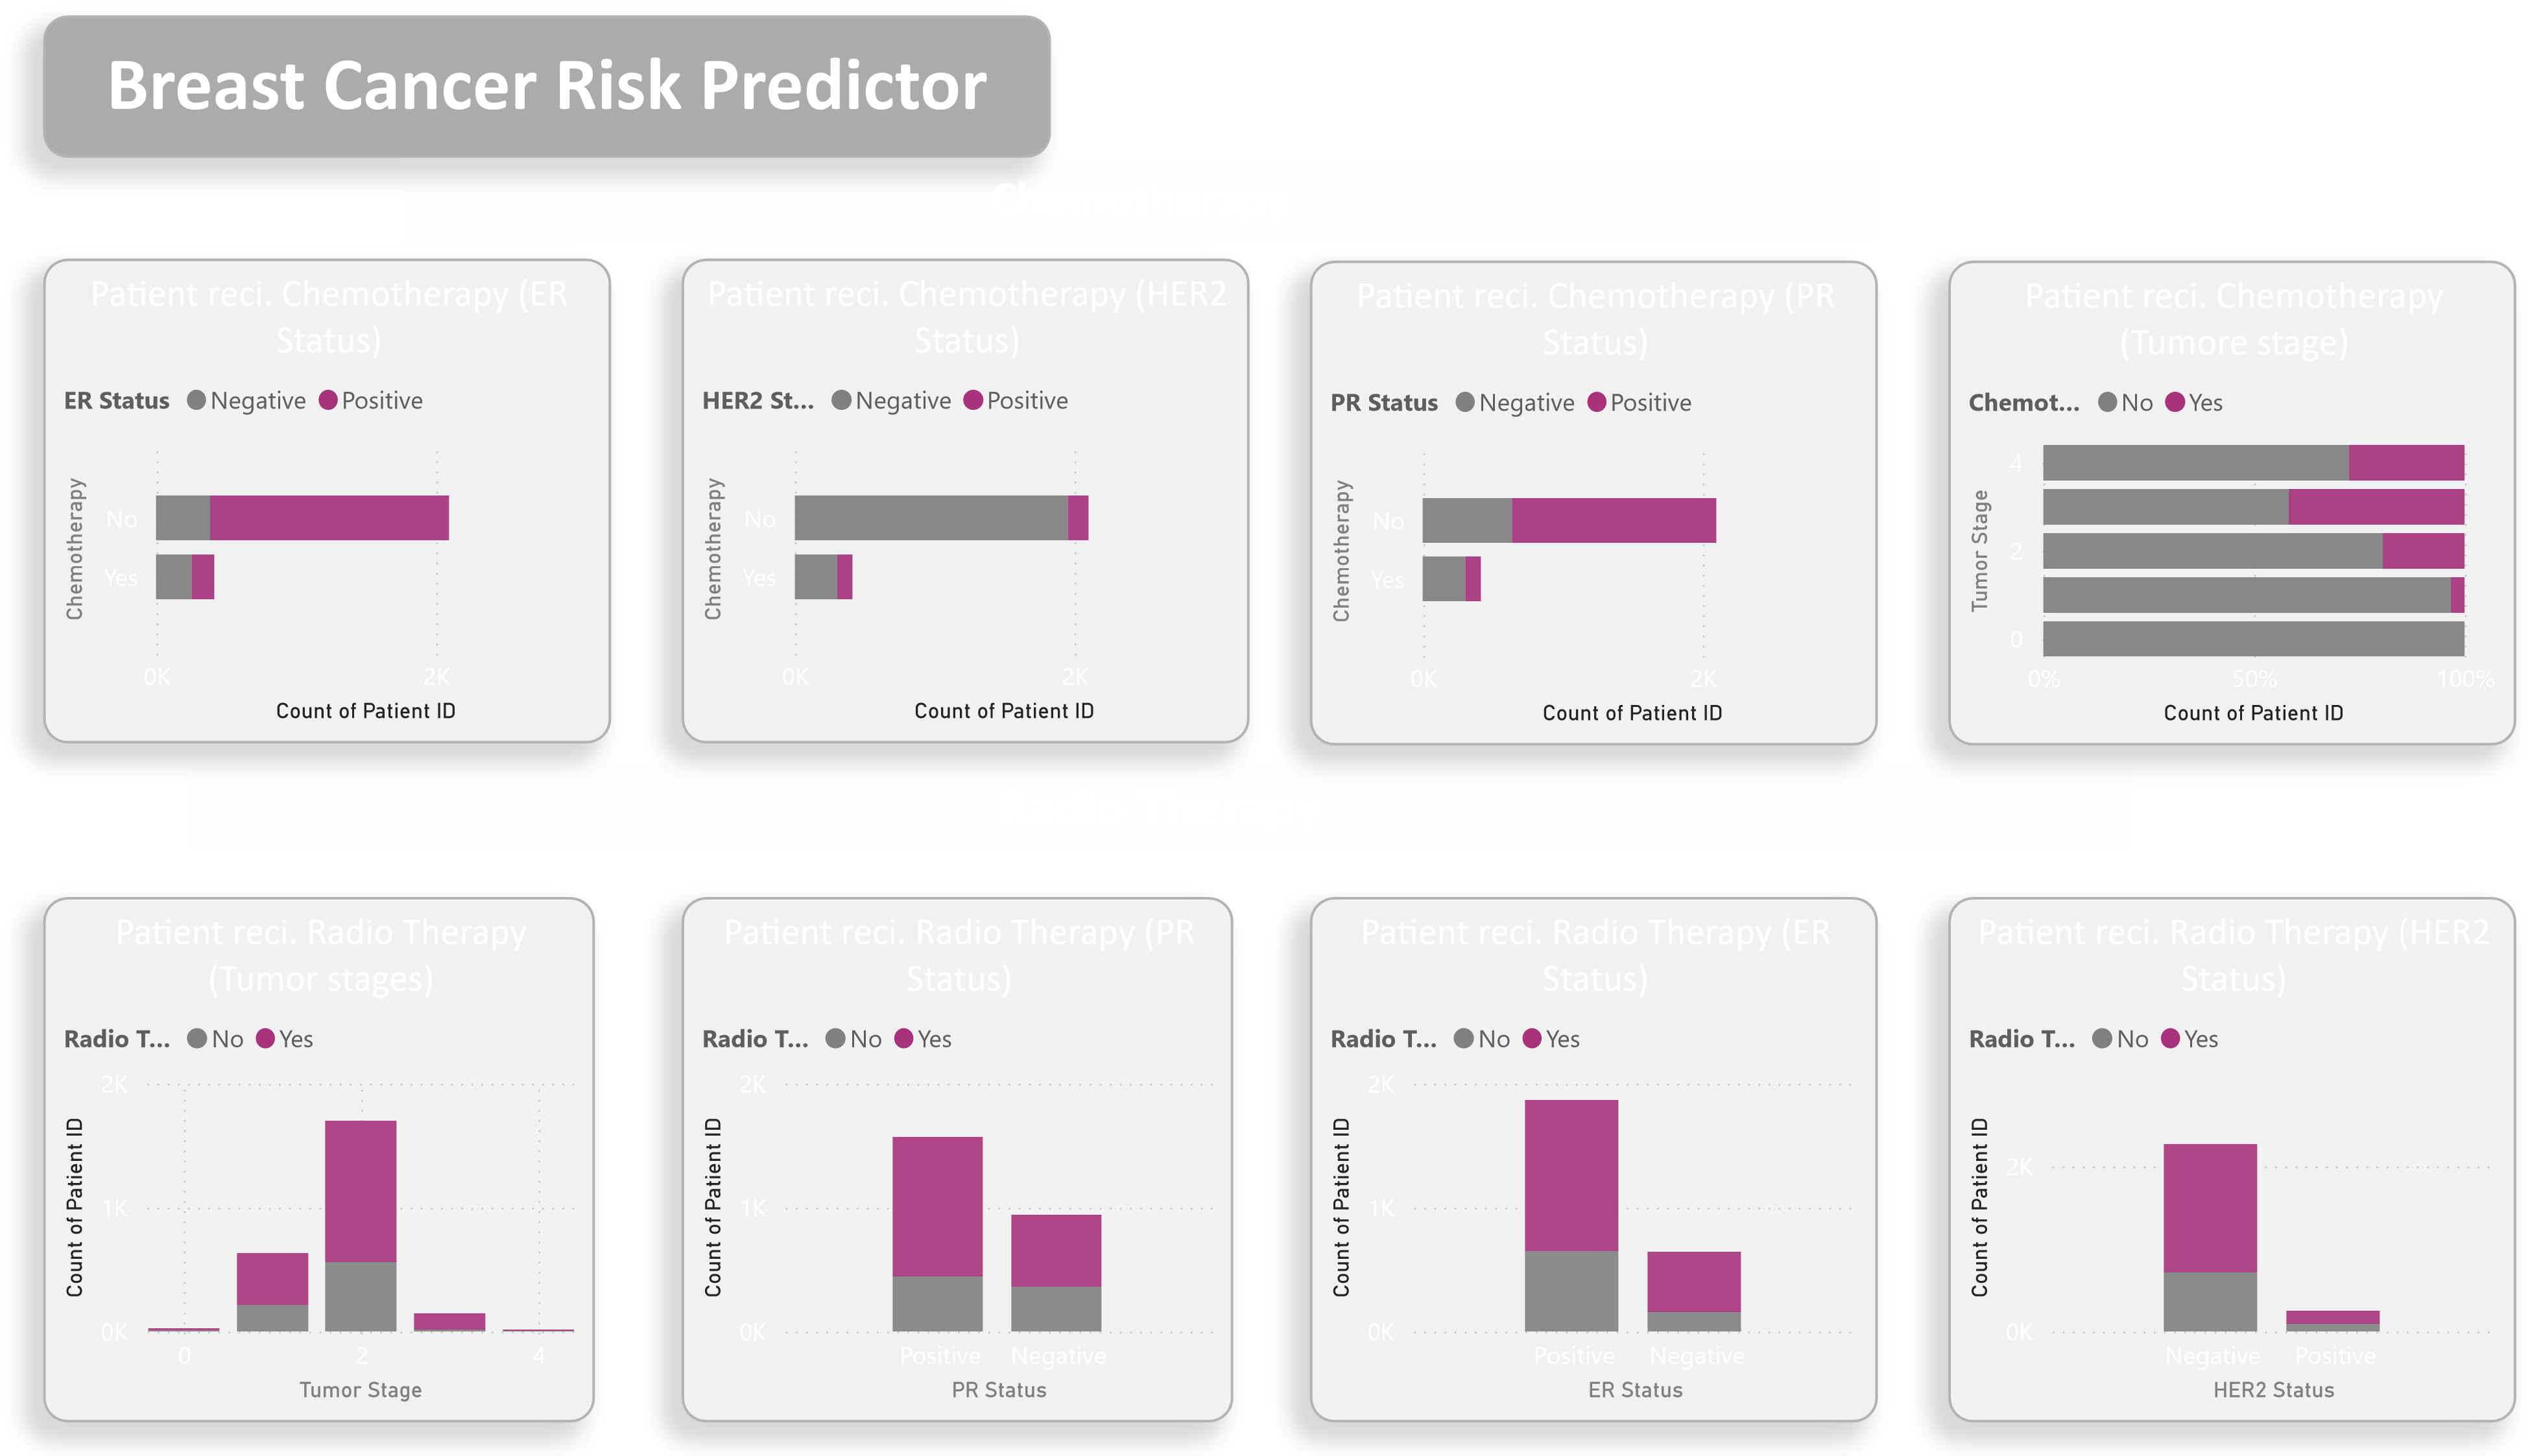 Breast Cancer Risk Predictor
Chemotherapy
Patient reci. Chemotherapy (ER
Status)
ER Status Negative Positive
Chemotherapy
No
Yes
0K 2K
Count of Patient ID
Patient reci. Chemotherapy (HER2
Status)
HER2 St... Negative Positive
Chemotherapy
No
Yes
0K 2K
Count of Patient ID
Patient reci. Chemotherapy (PR
Status)
PR Status Negative Positive
Chemotherapy
No
Yes
0K 2K
Count of Patient ID
Patient reci. Chemotherapy
(Tumore stage)
Chemot... No Yes
Tumor Stage
4
2
0
0% 50% 100%
Count of Patient ID
Radio Therapy
Patient reci. Radio Therapy
(Tumor stages)
Radio T... No Yes
Count of Patient ID
2K
1K
0K
0 2 4
Tumor Stage
Patient reci. Radio Therapy (PR
Status)
Radio T... No Yes
Count of Patient ID
2K
1K
0K
Positive Negative
PR Status
Patient reci. Radio Therapy (ER
Status)
Radio T... No Yes
Count of Patient ID
2K
1K
0K
Positive Negative
ER Status
Patient reci. Radio Therapy (HER2
Status)
Radio T... No Yes
Count of Patient ID
2K
0K
Negative Positive
HER2 Status